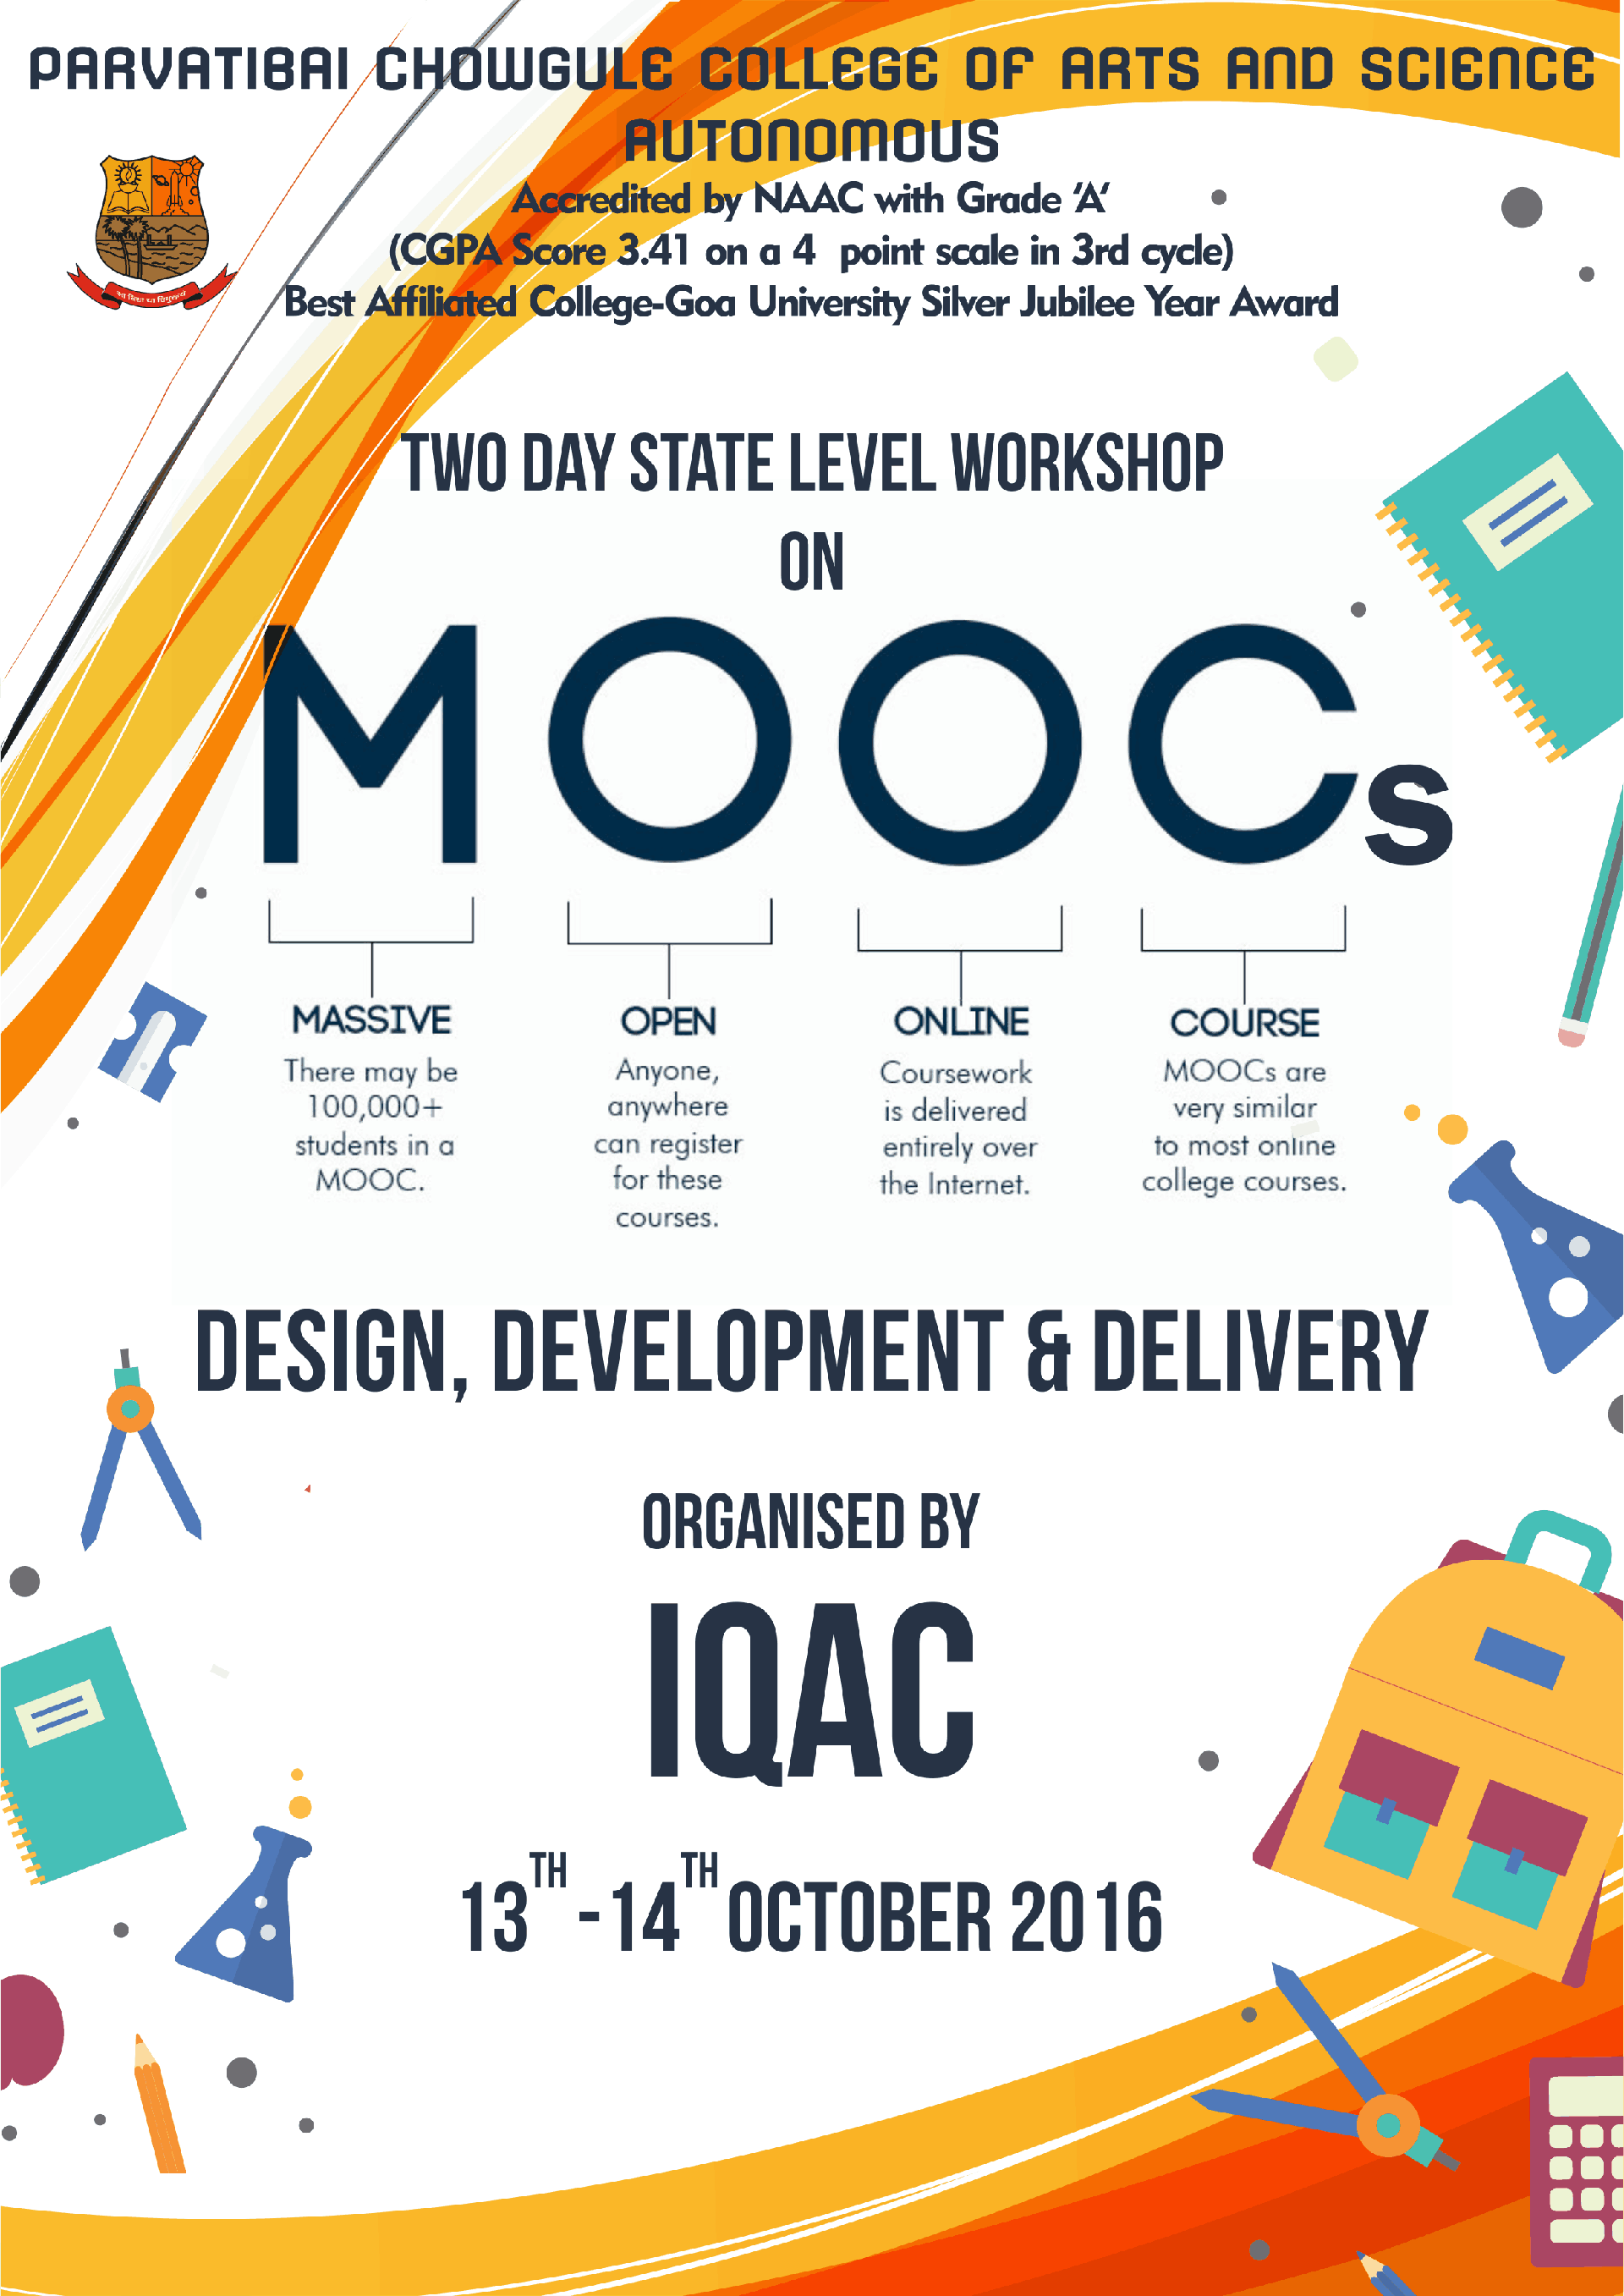 PARVATIBAI CHOWGULE COLLEGE OF ARTS AND SCIENCE
AUTONOMOUS
Accredited by NAAC with Grade 'A'
(CGPA Score 3.41 on a 4 point scale in 3rd cycle)
Best Affiliated College-Goa University Silver Jubilee Year Award
TWO DAY STATE LEVEL WORKSHOP
ON
MOOCs
MASSIVE
There may be
100,000+
students in a
MOOC.
OPEN
Anyone,
anywhere
can register
for these
courses.
ONLINE
Coursework
is delivered
entirely over
the Internet.
COURSE
MOOCs are
very similar
to most online
college courses.
DESIGN, DEVELOPMENT & DELIVERY
ORGANISED BY
IQAC
13TH-14TH OCTOBER 2016